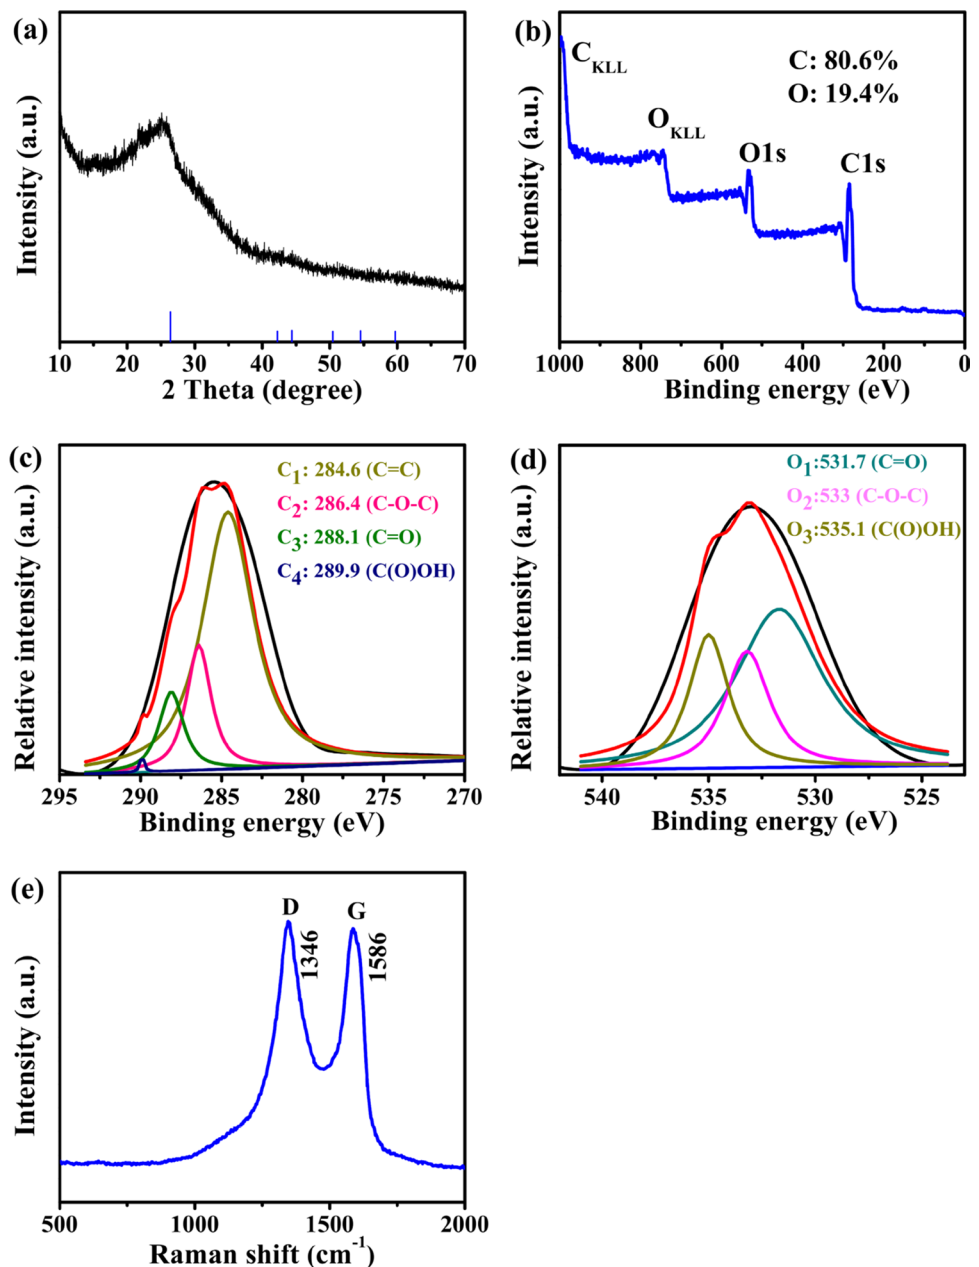 (a)
Intensity (a.u.)
10 20 30 40 50 60 70
2 Theta (degree)
(b)
C_KLL
O_KLL
O1s
C1s
C: 80.6%
O: 19.4%
Intensity (a.u.)
1000 800 600 400 200 0
Binding energy (eV)
(c)
C1: 284.6 (C=C)
C2: 286.4 (C-O-C)
C3: 288.1 (C=O)
C4: 289.9 (C(O)OH)
Relative intensity (a.u.)
295 290 285 280 275 270
Binding energy (eV)
(d)
O1:531.7 (C=O)
O2:533 (C-O-C)
O3:535.1 (C(O)OH)
Relative intensity (a.u.)
540 535 530 525
Binding energy (eV)
(e)
D
1346
G
1586
Intensity (a.u.)
500 1000 1500 2000
Raman shift (cm⁻¹)